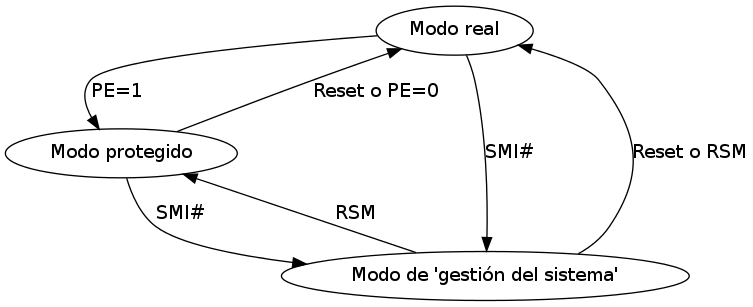 Modo real
PE=1
Reset o PE=0
Modo protegido
SMI#
Reset o RSM
SMI#
RSM
Modo de 'gestión del sistema'